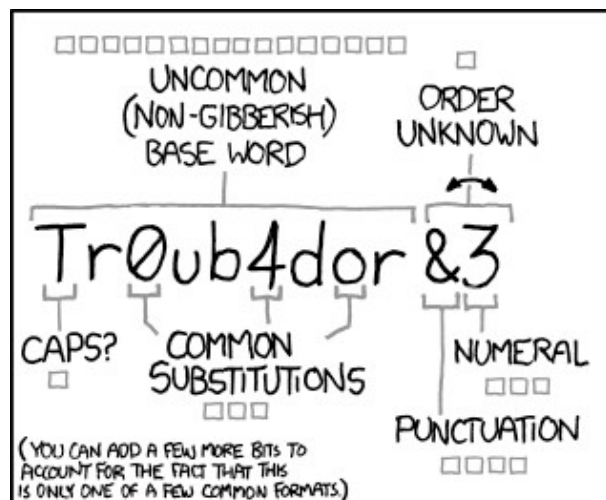 UNCOMMON
(NON-GIBBERISH)
BASE WORD
ORDER
UNKNOWN
Tr0ub4dor &3
CAPS?
COMMON
SUBSTITUTIONS
NUMERAL
PUNCTUATION
(YOU CAN ADD A FEW MORE BITS TO
ACCOUNT FOR THE FACT THAT THIS
IS ONLY ONE OF A FEW COMMON FORMATS.)